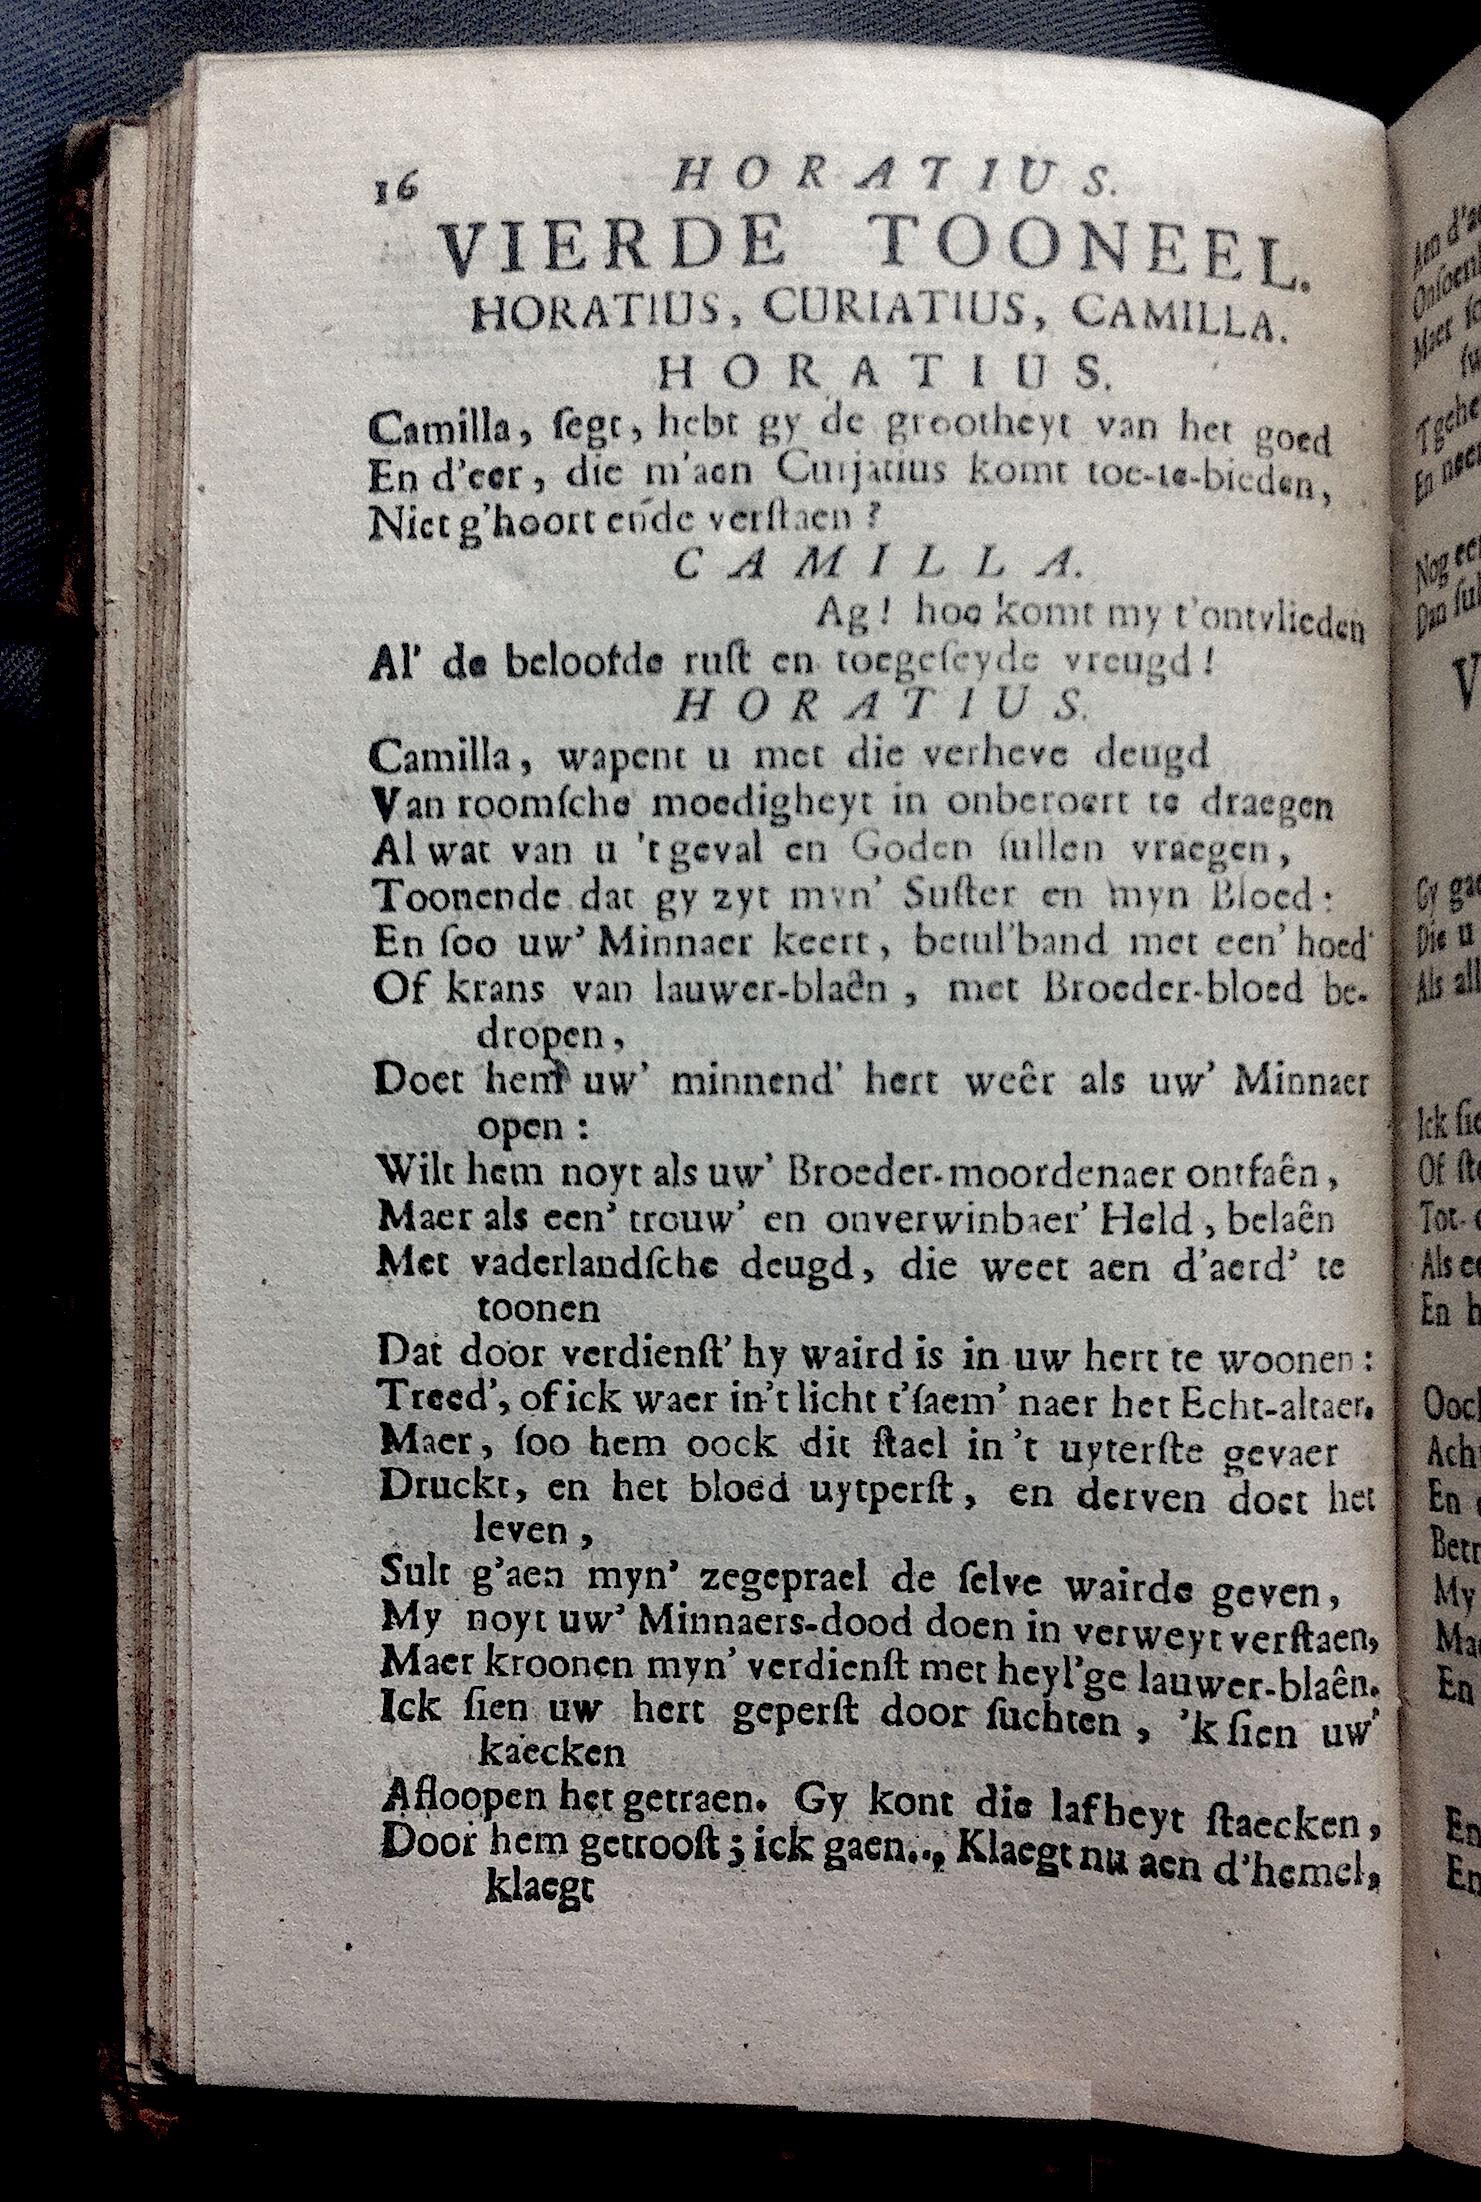 16 HORATIUS.
VIERDE TOONEEL.
HORATIUS, CURIATIUS, CAMILLA.
HORATIUS.
Camilla, ſegt, hebt gy de grootheyt van het goed
En d'eer, die m'aen Curjatius komt toe-te-bieden,
Niet g'hoort ende verſtaen?
CAMILLA.
Ag! hoe komt my t'ontvlieden
Al' de beloofde ruſt en toegeſeyde vreugd!
HORATIUS.
Camilla, wapent u met die verheve deugd
Van roomſche moedigheyt in onberoert te draegen
Al wat van u 't geval en Goden ſullen vraegen,
Toonende dat gy zyt myn' Suſter en myn Bloed:
En ſoo uw' Minnaer keert, betul'band met een' hoed
Of krans van lauwer-blaên, met Broeder-bloed be-
dropen,
Doet hem uw' minnend' hert weêr als uw' Minnaer
open:
Wilt hem noyt als uw' Broeder-moordenaer ontfaên,
Maer als een' trouw' en onverwinbaer' Held, belaên
Met vaderlandſche deugd, die weet aen d'aerd' te
toonen
Dat door verdienſt' hy waird is in uw hert te woonen:
Treed', of ick waer in't licht t'ſaem' naer het Echt-altaer.
Maer, ſoo hem oock dit ſtael in 't uyterſte gevaer
Druckt, en het bloed uytperſt, en derven doet het
leven,
Sult g'aen myn' zegeprael de ſelve wairde geven,
My noyt uw' Minnaers-dood doen in verweyt verſtaen,
Maer kroonen myn' verdienſt met heyl'ge lauwer-blaên.
Ick ſien uw hert geperſt door ſuchten, 'k ſien uw'
kaecken
Afloopen het getraen. Gy kont die lafheyt ſtaecken,
Door hem getrooſt; ick gaen.., Klaegt nu aen d'hemel,
klaegt